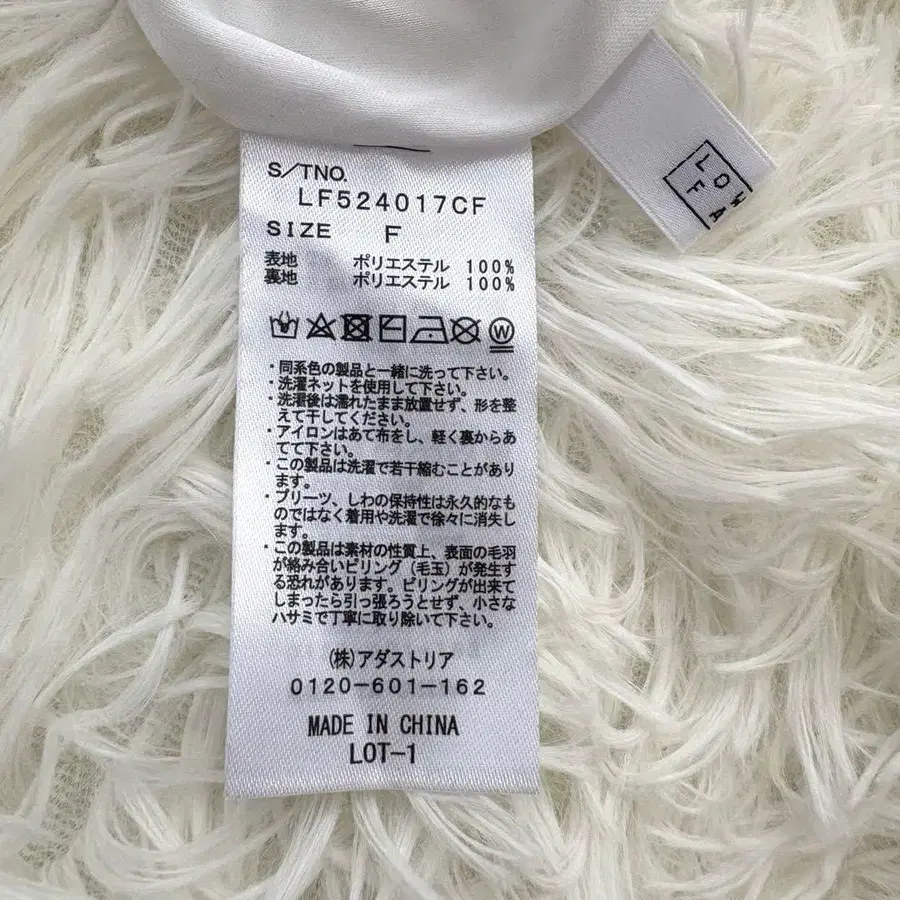 S/TNO.
LF524017CF
SIZE F
表地 ポリエステル 100%
裏地 ポリエステル 100%
W
・同系色の製品と一緒に洗って下さい。
・洗濯ネットを使用して下さい。
・洗濯後は濡れたまま放置せず、形を整
えて干してください。
・アイロンはあて布をし、軽く裏からあ
てて下さい。
・この製品は洗濯で若干縮むことがあり
ます。
・プリーツ、しわの保持性は永久的なも
のではなく着用や洗濯で徐々に消失し
ます。
・この製品は素材の性質上、表面の毛羽
が絡み合いピリング（毛玉）が発生す
る恐れがあります。ピリングが出来て
しまったら引っ張ろうとせず、小さな
ハサミで丁寧に取り除いて下さい。
(株)アダストリア
0120-601-162
MADE IN CHINA
LOT-1
LOW
FA